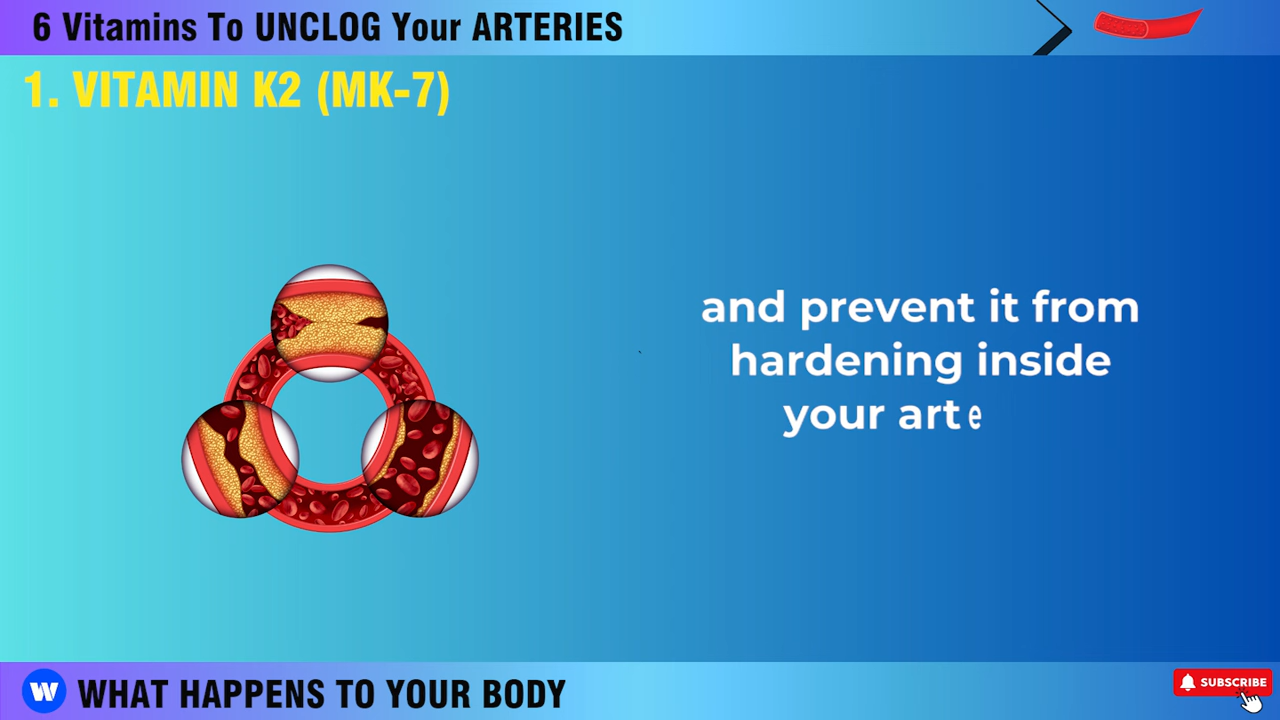 6 Vitamins To UNCLOG Your ARTERIES
1. VITAMIN K2 (MK-7)
and prevent it from
hardening inside
your arte
W WHAT HAPPENS TO YOUR BODY
SUBSCRIBE